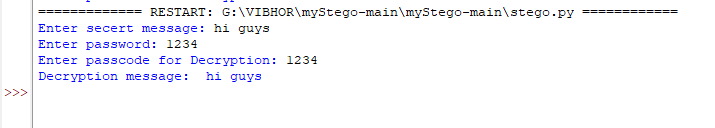 ============= RESTART: G:\VIBHOR\myStego-main\myStego-main\stego.py ============
Enter secert message: hi guys
Enter password: 1234
Enter passcode for Decryption: 1234
Decryption message:  hi guys
>>>